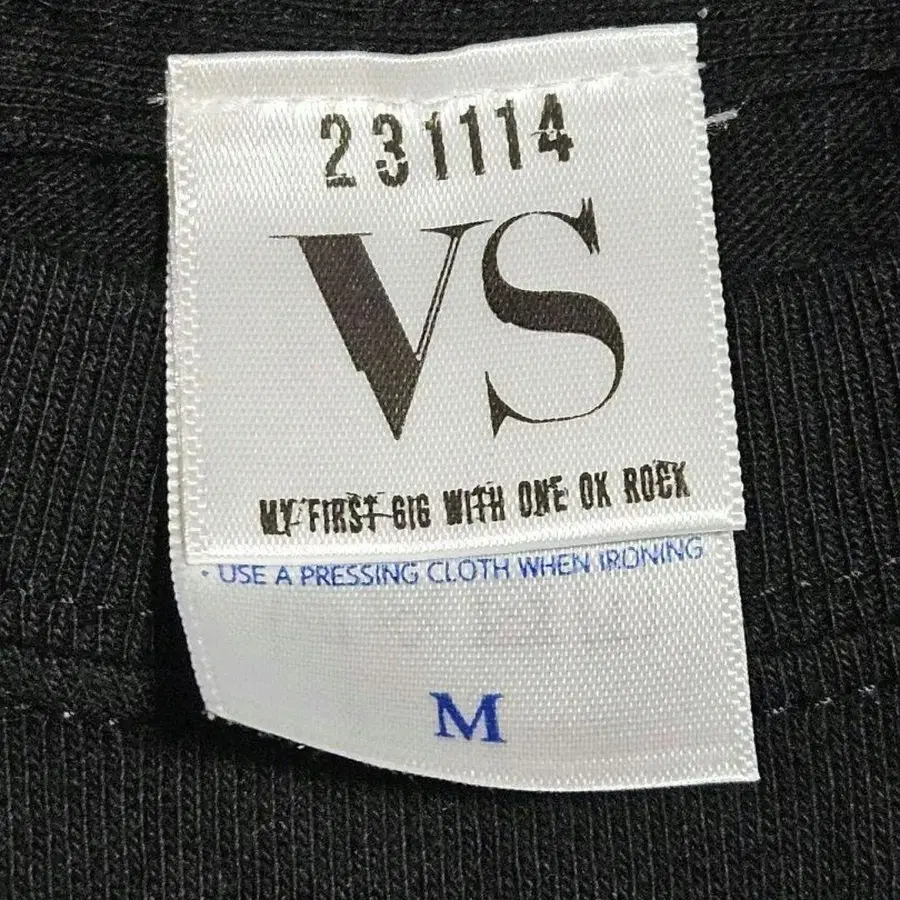 231114
VS
MY FIRST GIG WITH ONE OK ROCK
・USE A PRESSING CLOTH WHEN IRONING
M